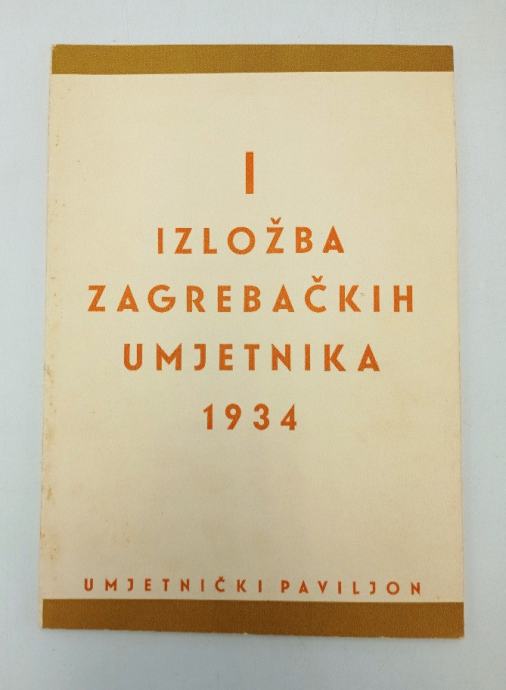 I
IZLOŽBA
ZAGREBAČKIH
UMJETNIKA
1934
UMJETNIČKI PAVILJON